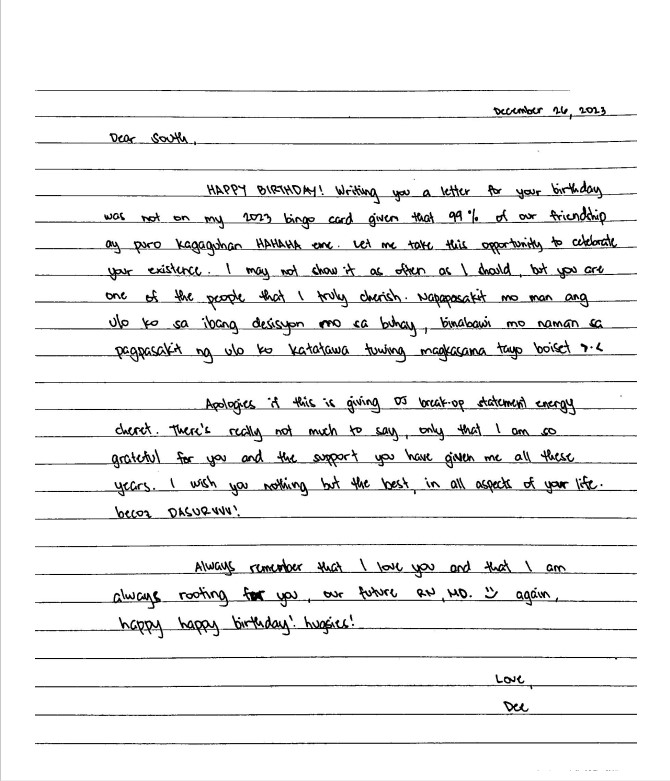 December 26, 2023
Dear South,
HAPPY BIRTHDAY! Writing you a letter for your birthday
was not on my 2023 bingo card given that 99% of our friendship
ay puro kagaguhan HAHAHA eme. Let me take this opportunity to celebrate
your existence. I may not show it as often as I should, but you are
one of the people that I truly cherish. Napapasakit mo man ang
ulo ko sa ibang desisyon mo sa buhay, binabawi mo naman sa
pagpasakit ng ulo ko katatawa tuwing magkasama tayo boiset >.<
Apologies if this is giving DJ break-up statement energy
cheret. There's really not much to say, only that I am so
grateful for you and the support you have given me all these
years. I wish you nothing but the best, in all aspects of your life.
becoz DASURVVV!
Always remember that I love you and that I am
always rooting for you, our future RN, MD. again,
happy happy birthday! hugsies!
Love,
Dee